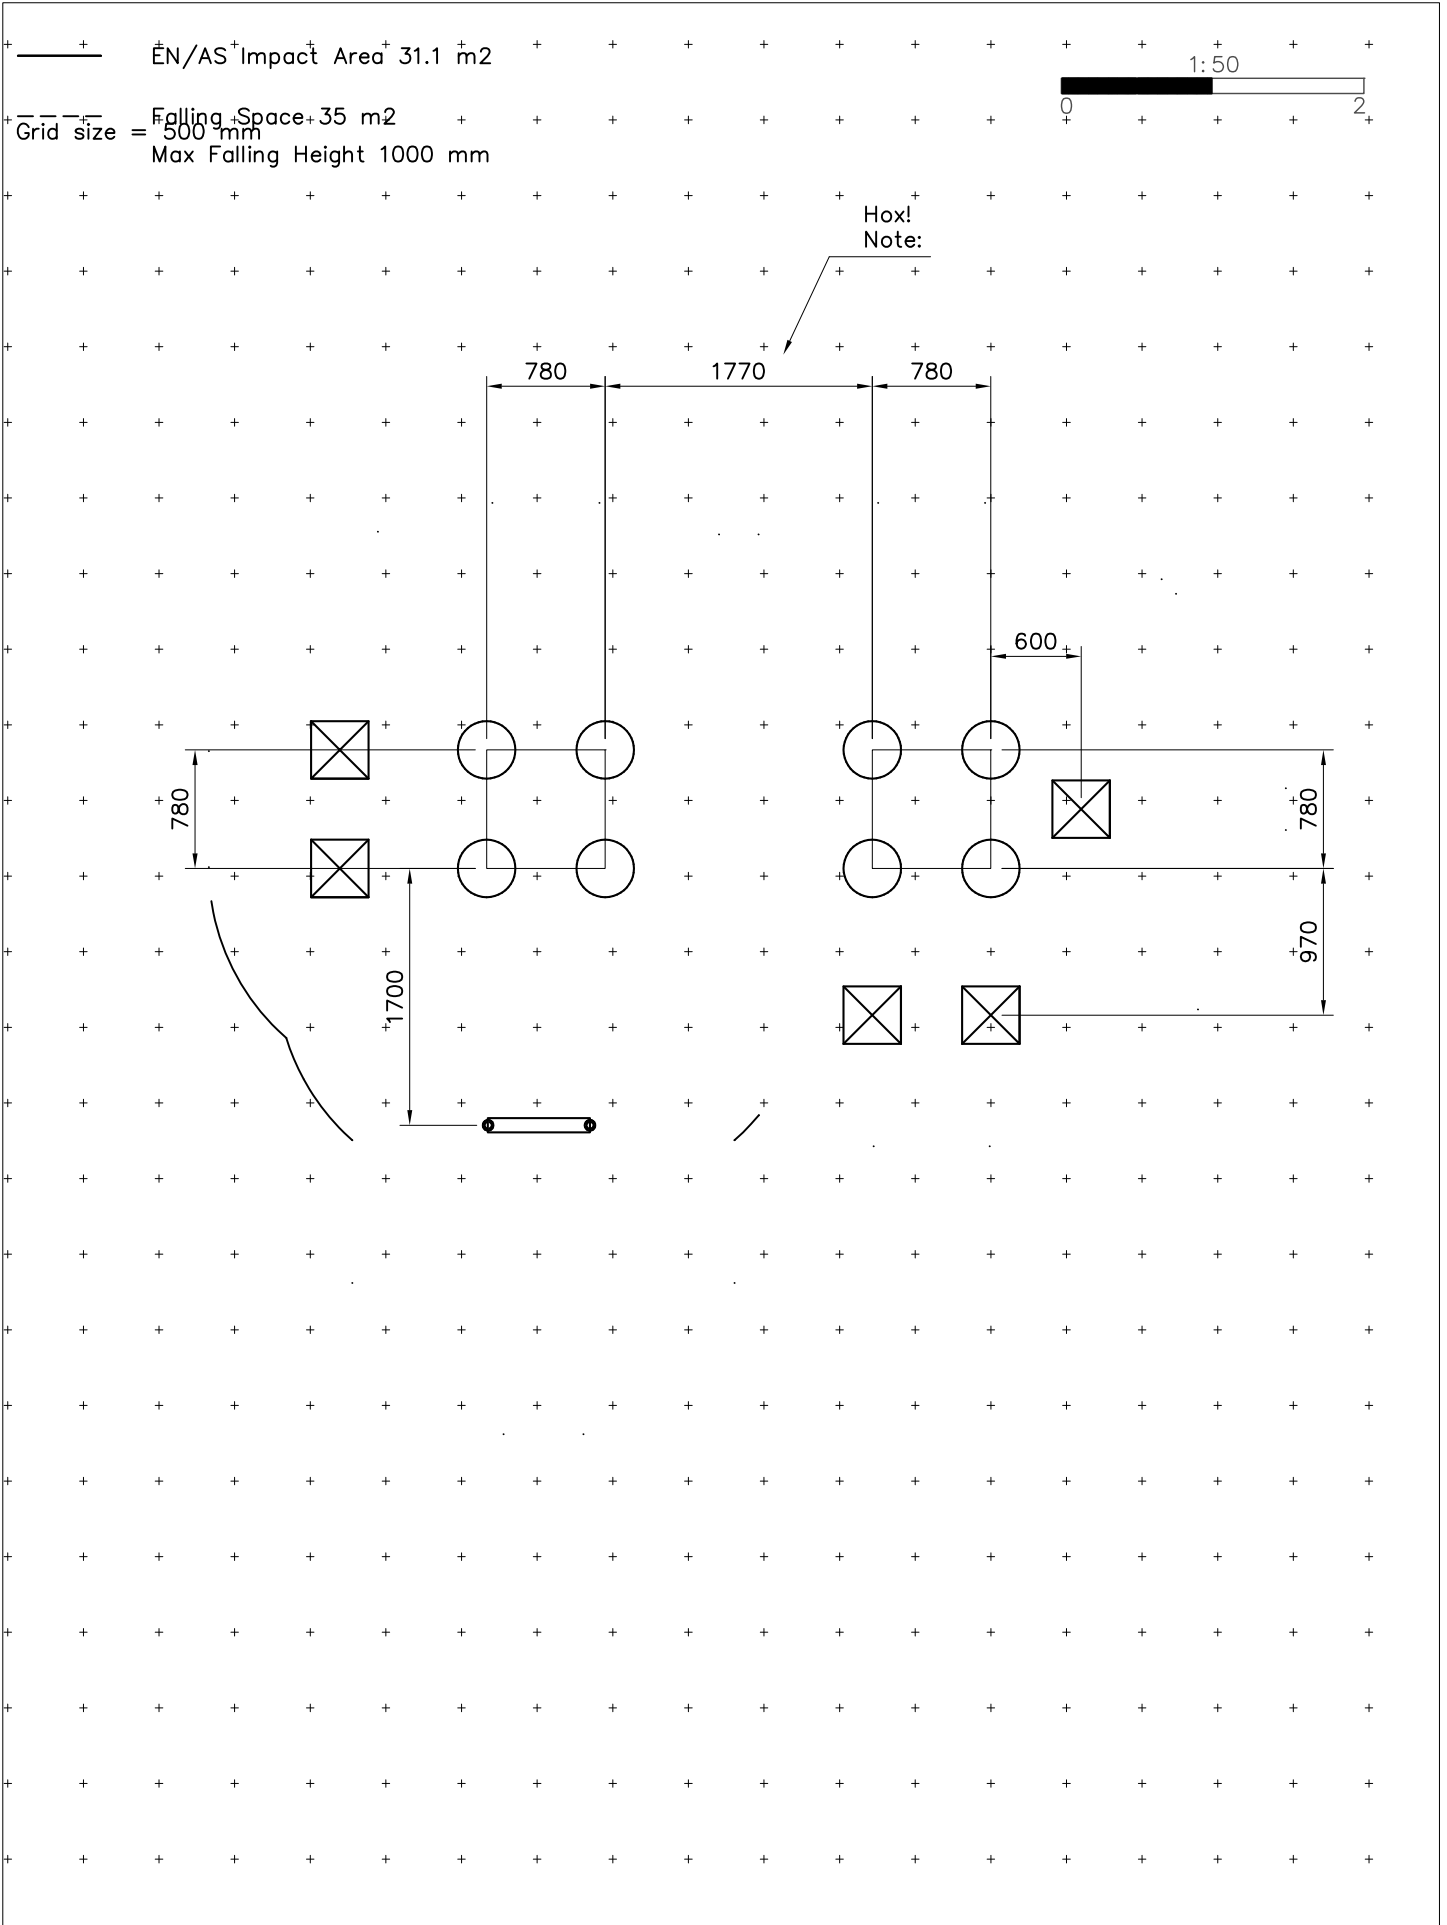 EN/AS Impact Area 31.1 m2
1:50
0 2
Falling Space 35 m2
Grid size = 500 mm
Max Falling Height 1000 mm
Hox!
Note:
780 1770 780
600
780
780
970
1700